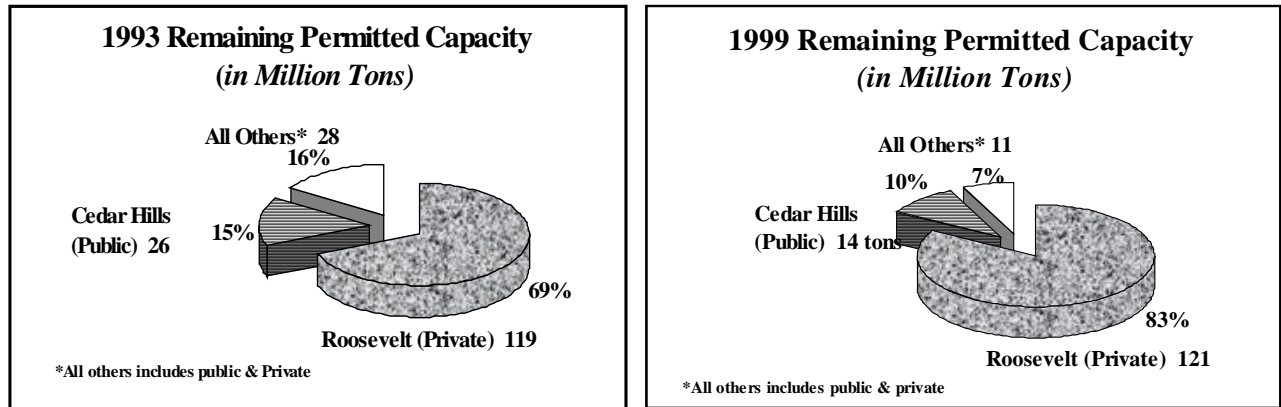 1993 Remaining Permitted Capacity
(in Million Tons)
All Others* 28
16%
Cedar Hills
(Public) 26
15%
69%
Roosevelt (Private) 119
*All others includes public & Private
1999 Remaining Permitted Capacity
(in Million Tons)
All Others* 11
7%
10%
Cedar Hills
(Public) 14 tons
83%
Roosevelt (Private) 121
*All others includes public & private